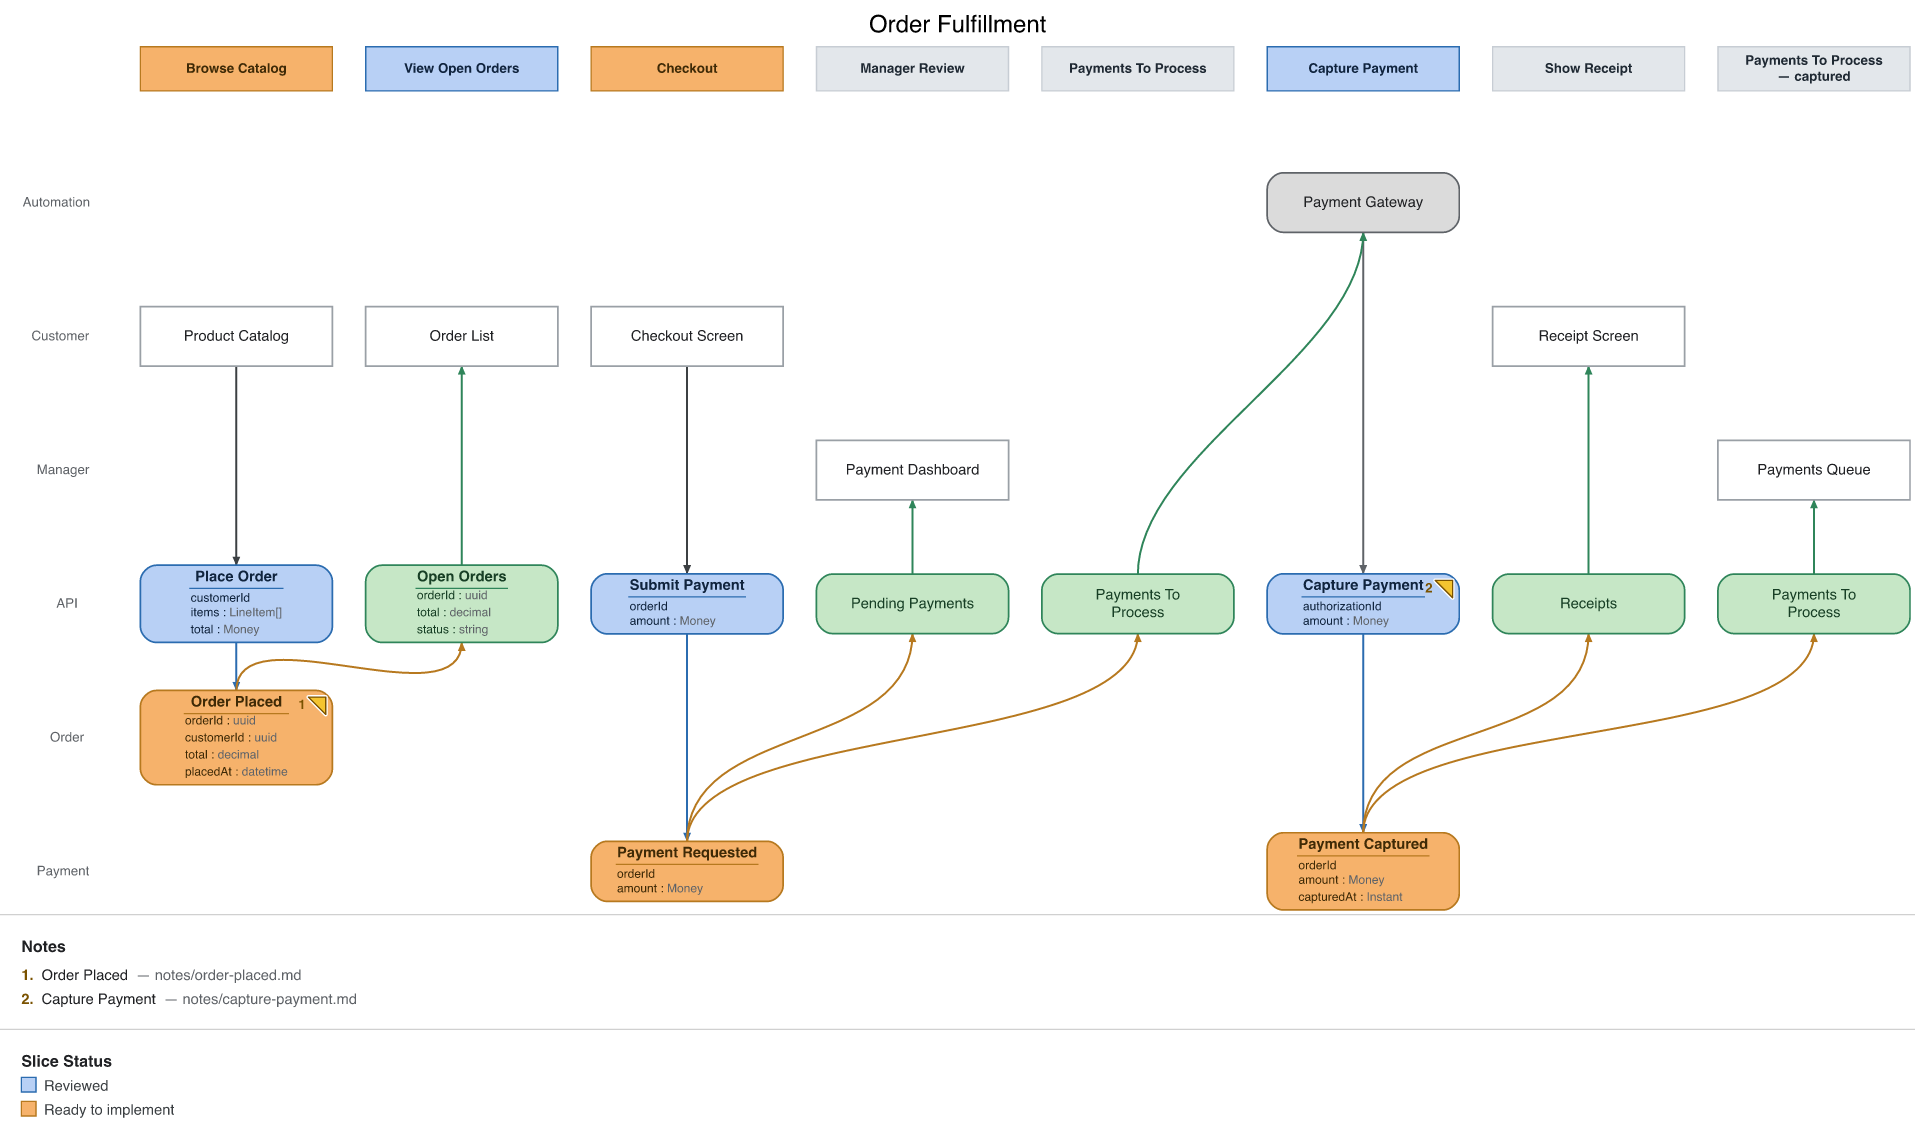 Order Fulfillment
Browse Catalog
View Open Orders
Checkout
Manager Review
Payments To Process
Capture Payment
Show Receipt
Payments To Process
— captured
Automation
Payment Gateway
Customer
Product Catalog
Order List
Checkout Screen
Receipt Screen
Manager
Payment Dashboard
Payments Queue
API
Place Order
customerId
items : LineItem[]
total : Money
Open Orders
orderId : uuid
total : decimal
status : string
Submit Payment
orderId
amount : Money
Pending Payments
Payments To
Process
Capture Payment
2
authorizationId
amount : Money
Receipts
Payments To
Process
Order
Order Placed
1
orderId : uuid
customerId : uuid
total : decimal
placedAt : datetime
Payment
Payment Requested
orderId
amount : Money
Payment Captured
orderId
amount : Money
capturedAt : Instant
Notes
1. Order Placed — notes/order-placed.md
2. Capture Payment — notes/capture-payment.md
Slice Status
Reviewed
Ready to implement